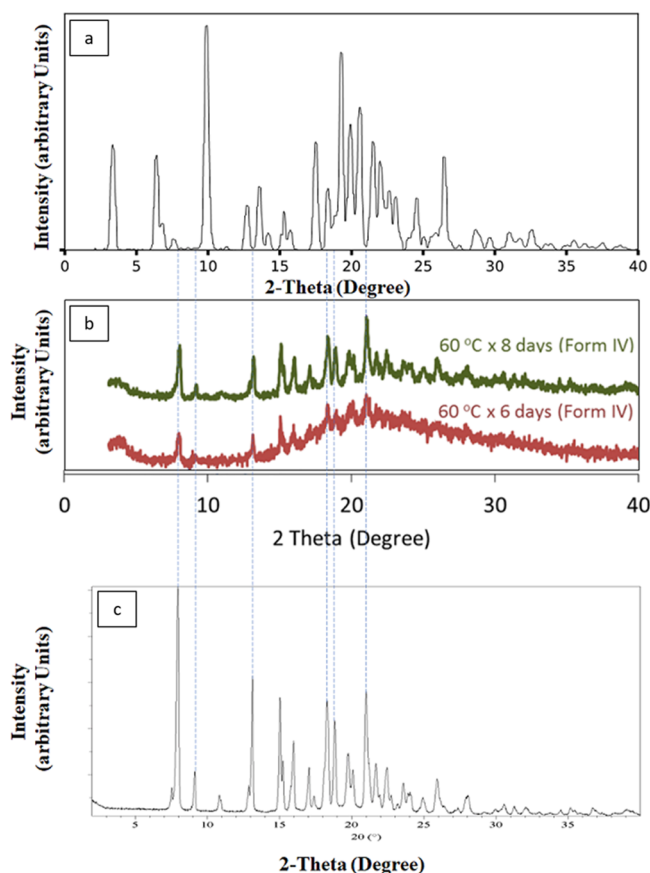 a
Intensity (arbitrary Units)
0 5 10 15 20 25 30 35 40
2-Theta (Degree)
b
Intensity
(arbitrary Units)
60 °C x 8 days (Form IV)
60 °C x 6 days (Form IV)
0 10 20 30 40
2 Theta (Degree)
c
Intensity
(arbitrary Units)
5 10 15 20 25 30 35
2θ (°)
2-Theta (Degree)